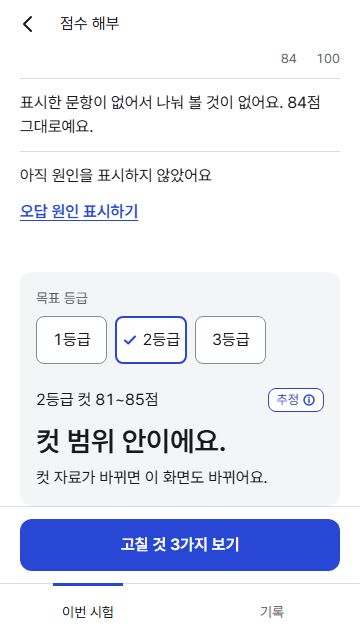 점수 해부
84 100
표시한 문항이 없어서 나눠 볼 것이 없어요. 84점
그대로예요.
아직 원인을 표시하지 않았어요
오답 원인 표시하기
목표 등급
1등급 2등급 3등급
2등급 컷 81~85점 추정
컷 범위 안이에요.
컷 자료가 바뀌면 이 화면도 바뀌어요.
고칠 것 3가지 보기
이번 시험 기록